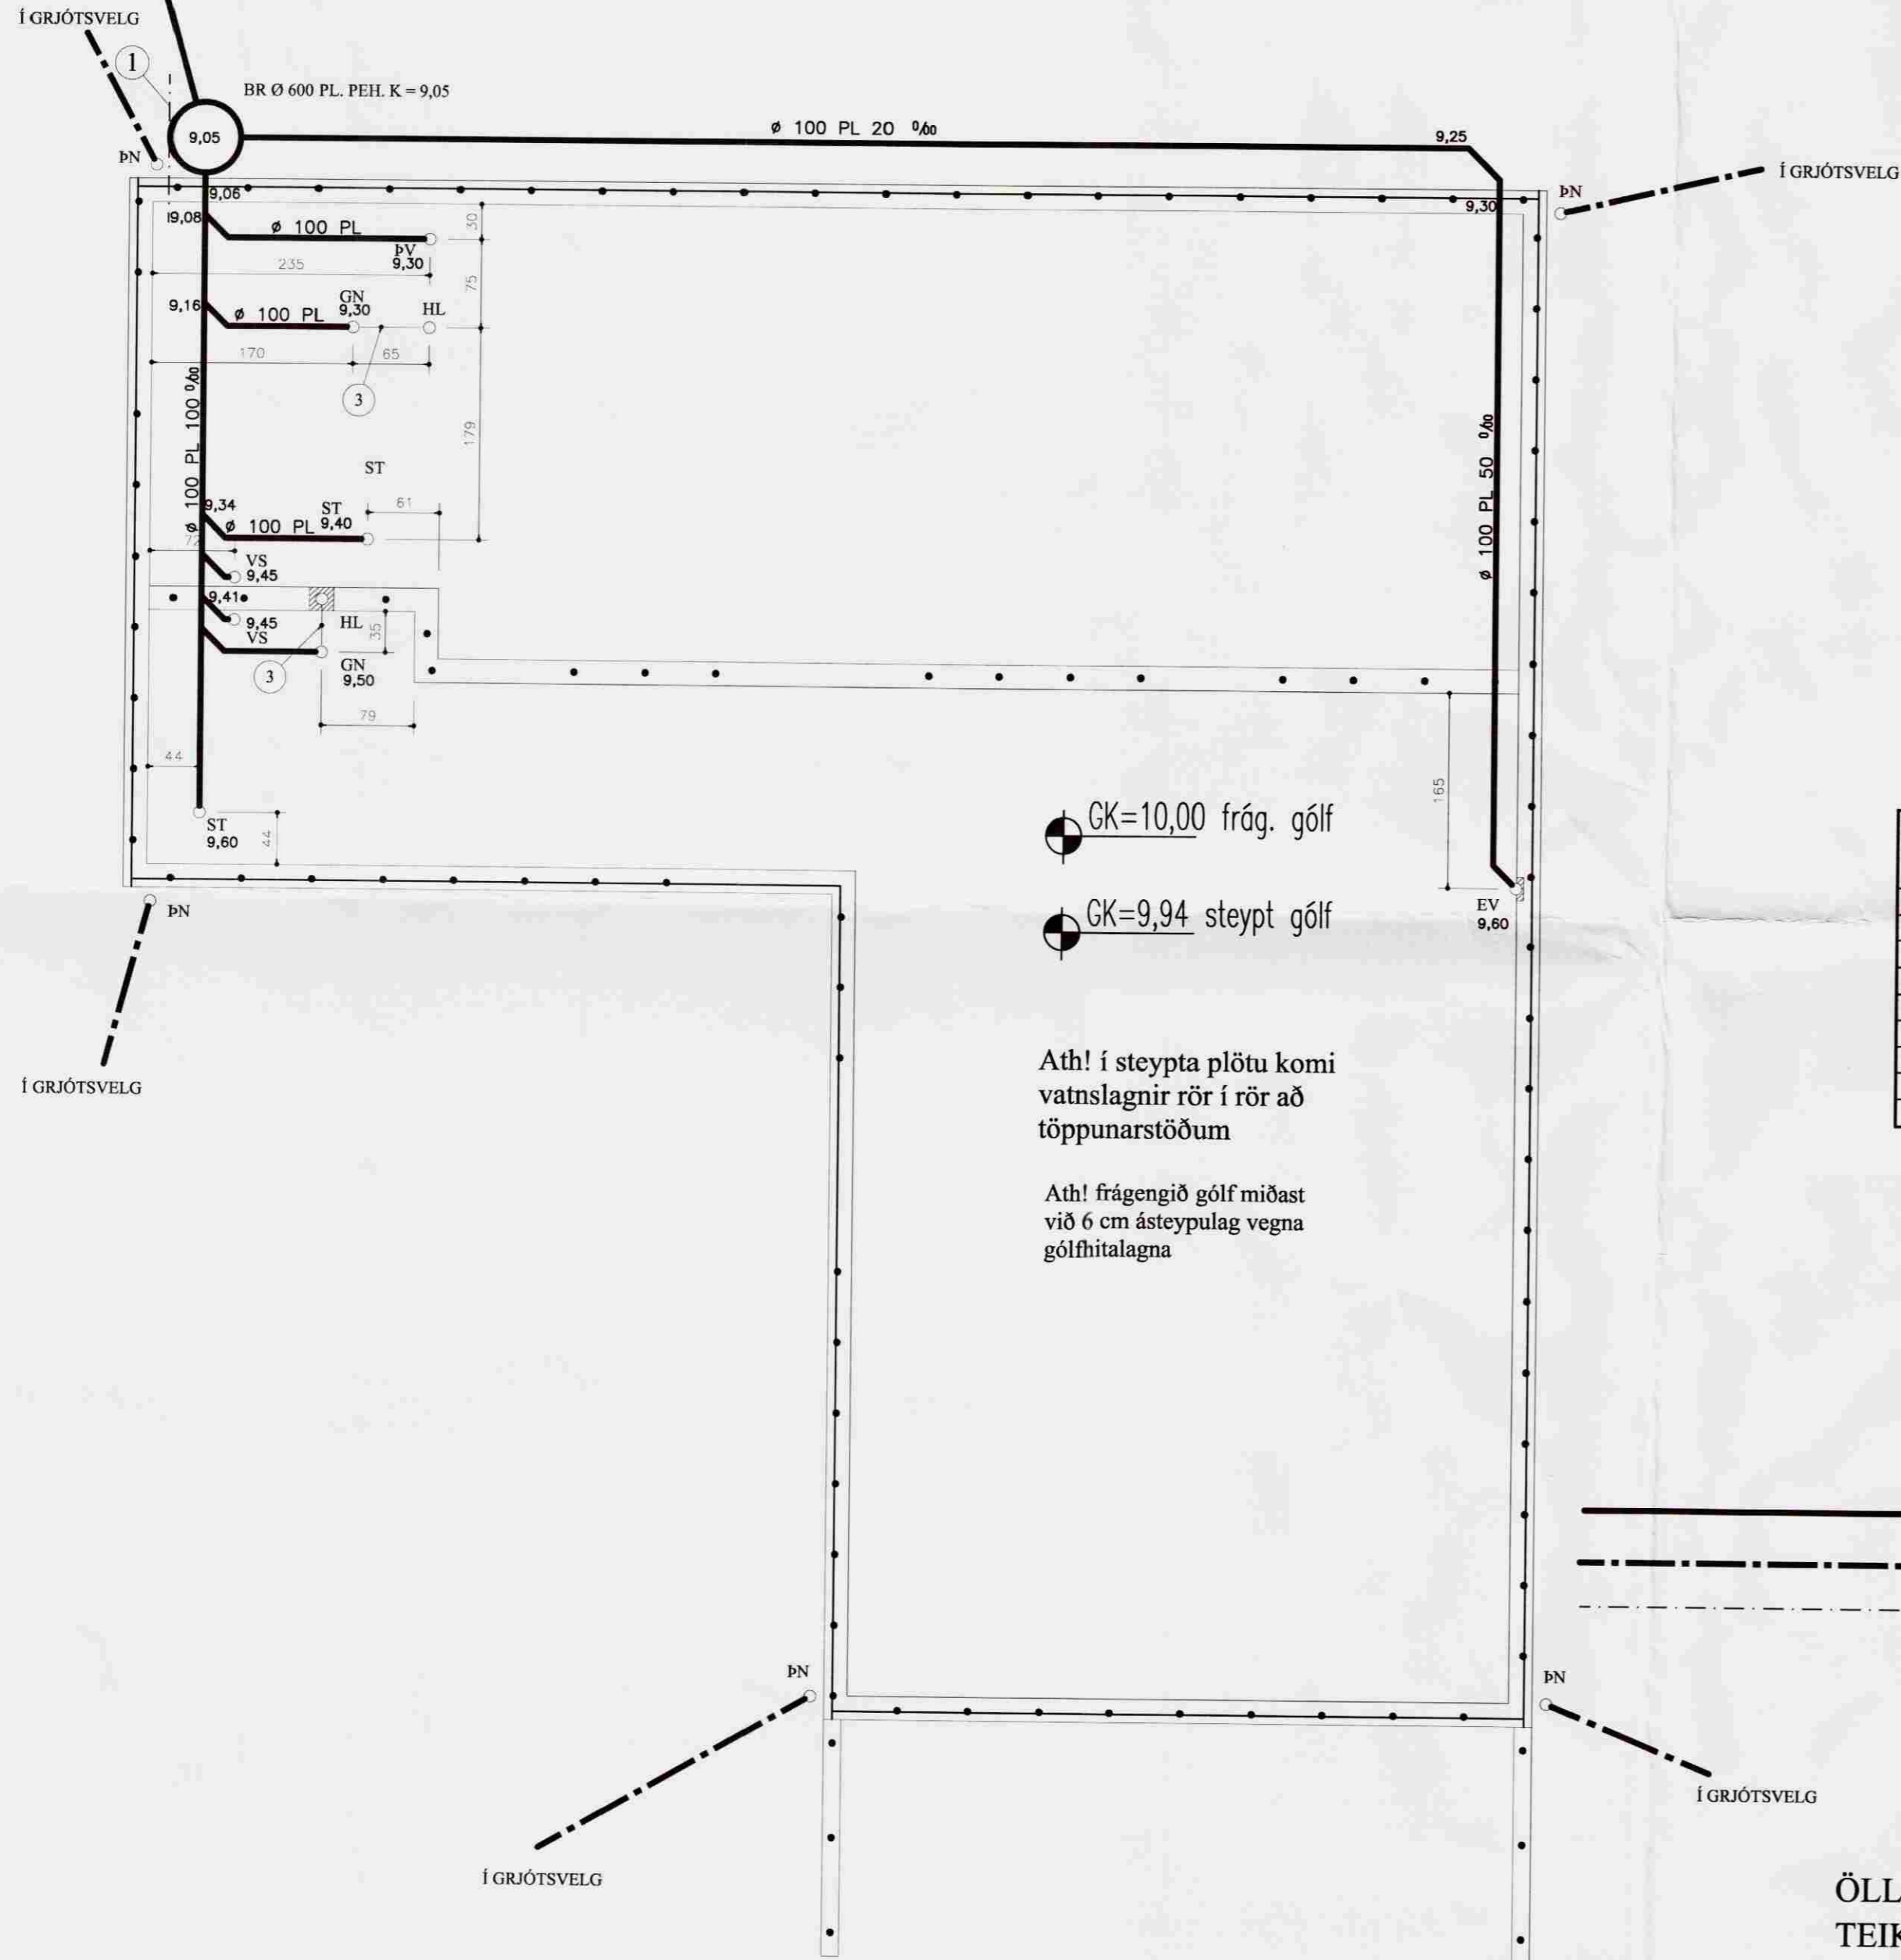 Í GRJÓTSVELG
1
BR Ø 600 PL. PEH. K = 9,05
9,05
ø 100 PL 20 ‰
9,25
ÞN
Í GRJÓTSVELG
ÞN
9,06
9,30
9,08
ø 100 PL
30
ÞV
9,30
235
75
GN
9,30
HL
9,16
ø 100 PL
170
65
3
ø 100 PL 100 ‰
179
ø 100 PL 50 ‰
ST
9,34
ST
61
ø 100 PL
9,40
72
VS
9,45
9,41
9,45
VS
HL
35
GN
9,50
3
79
44
165
ST
9,60
44
GK=10,00 frág. gólf
GK=9,94 steypt gólf
EV
9,60
ÞN
Í GRJÓTSVELG
Ath! í steypta plötu komi
vatnslagnir rör í rör að
töppunarstöðum
Ath! frágengið gólf miðast
við 6 cm ásteypulag vegna
gólfhitalagna
ÞN
ÞN
Í GRJÓTSVELG
Í GRJÓTSVELG
ÖLL